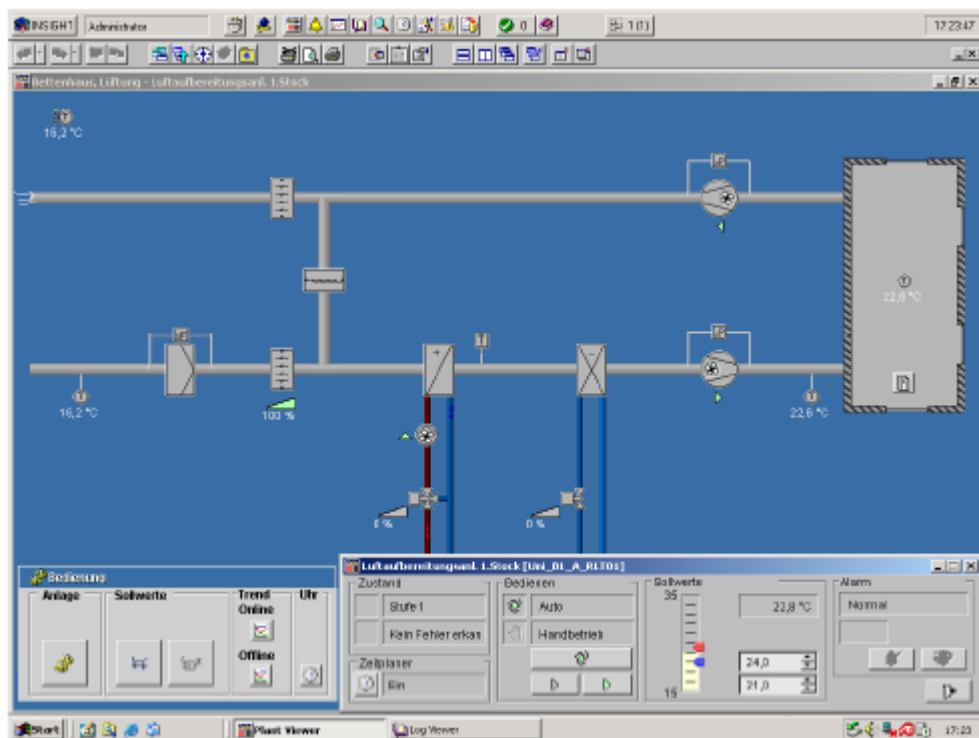 INSIGHT Administrator 0 1 (1) 17:23:47
Bettenhaus, Lüftung - Luftaufbereitungsanl. 1.Stock
16,2 °C
T
22,8 °C
+
T
-
T
T
16,2 °C
100 %
22,6 °C
0 %
0 %
Bedienung
Anlage Sollwerte Trend Uhr
Online
Offline
Luftaufbereitungsanl. 1.Stock [Uni_01_A_RLT01]
Zustand Bedienen Sollwerte Alarm
35
Stufe 1 Auto 22,8 °C Normal
Kein Fehler erkan Handbetrieb
Zeitplaner 24,0
Ein 15 21,0
Start Plant Viewer Log Viewer 17:23